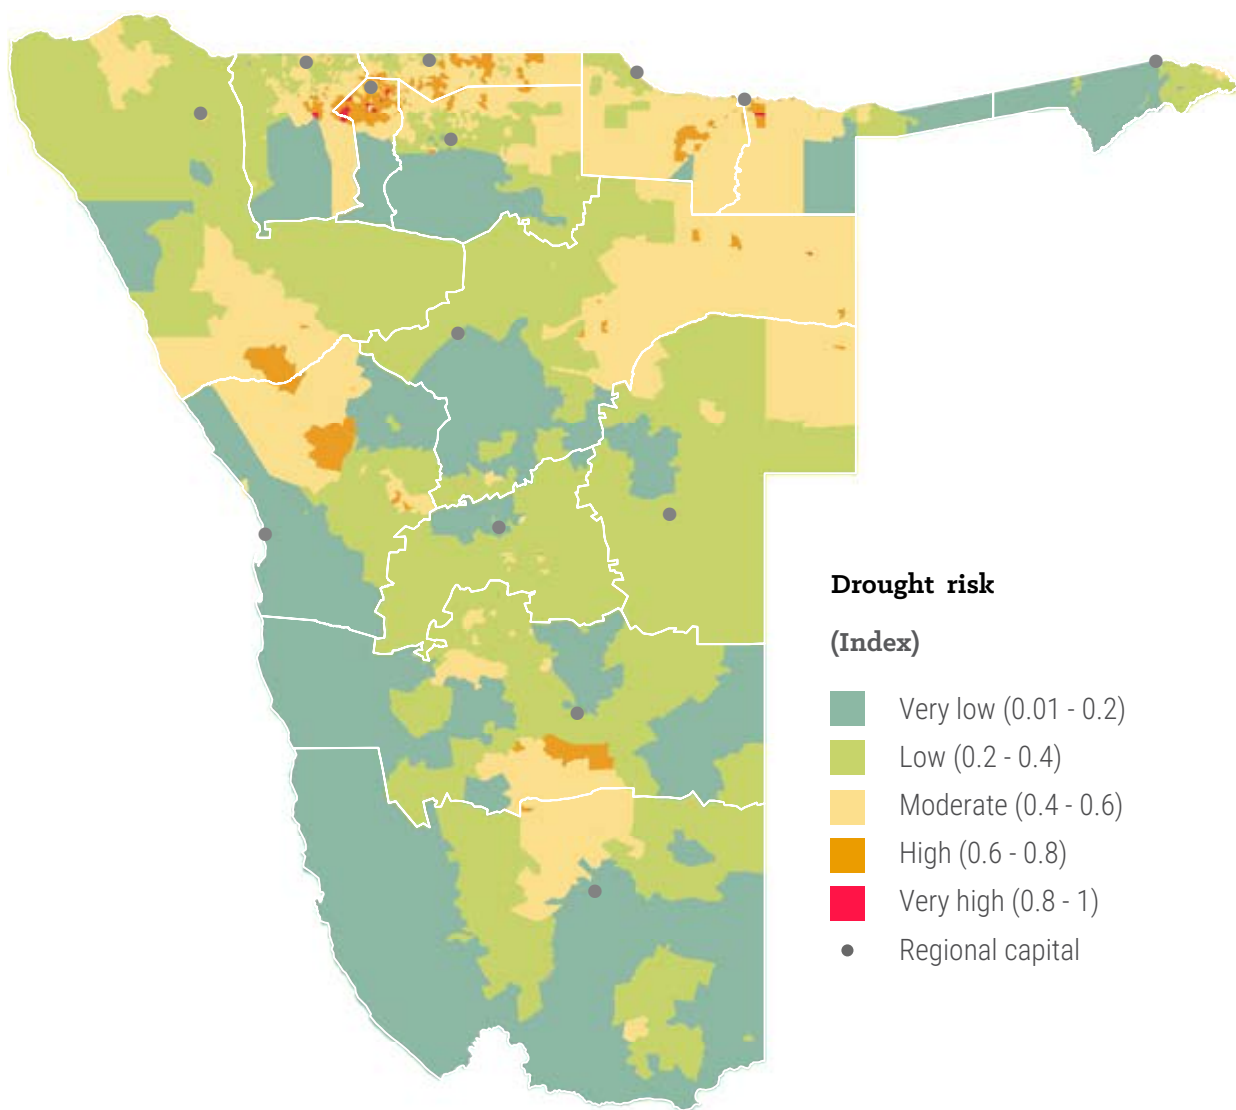 Drought risk
(Index)
Very low (0.01 - 0.2)
Low (0.2 - 0.4)
Moderate (0.4 - 0.6)
High (0.6 - 0.8)
Very high (0.8 - 1)
Regional capital